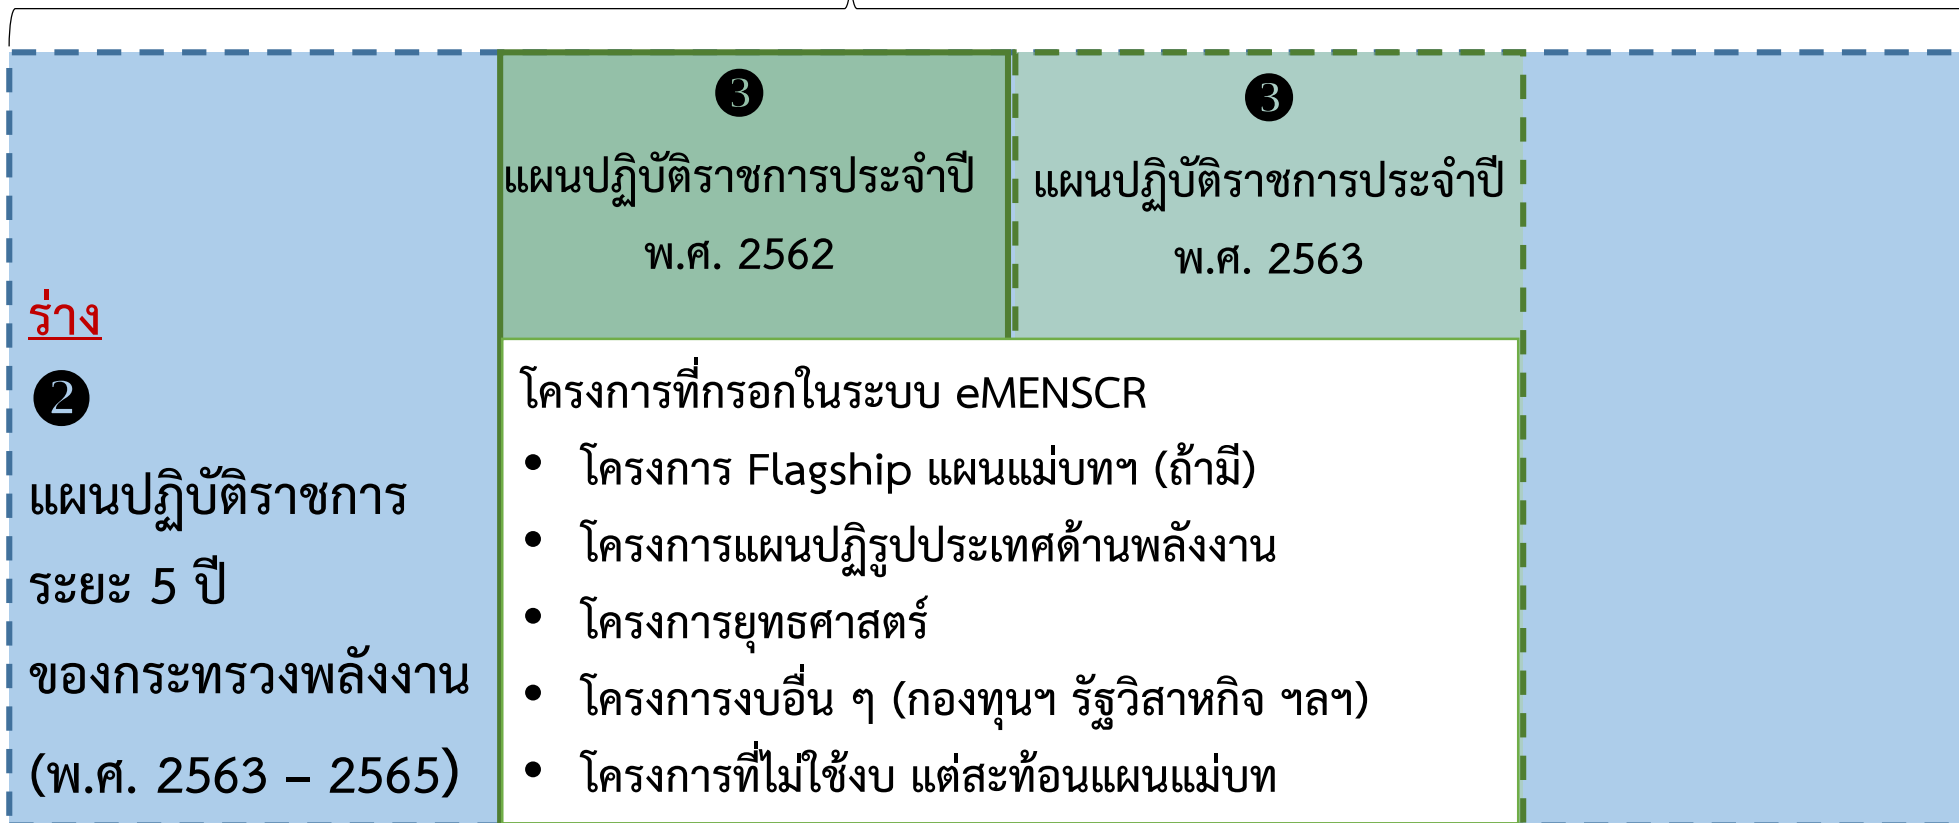 ร่าง
❷
แผนปฏิบัติราชการ
ระยะ 5 ปี
ของกระทรวงพลังงาน
(พ.ศ. 2563 – 2565)
❸
แผนปฏิบัติราชการประจำปี
พ.ศ. 2562
❸
แผนปฏิบัติราชการประจำปี
พ.ศ. 2563
โครงการที่กรอกในระบบ eMENSCR
• โครงการ Flagship แผนแม่บทฯ (ถ้ามี)
• โครงการแผนปฏิรูปประเทศด้านพลังงาน
• โครงการยุทธศาสตร์
• โครงการงบอื่น ๆ (กองทุนฯ รัฐวิสาหกิจ ฯลฯ)
• โครงการที่ไม่ใช้งบ แต่สะท้อนแผนแม่บท